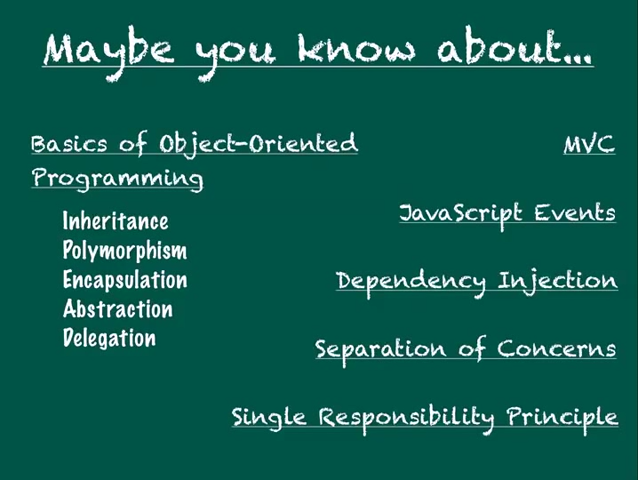 Maybe you know about...
Basics of Object-Oriented
Programming
Inheritance
Polymorphism
Encapsulation
Abstraction
Delegation
MVC
JavaScript Events
Dependency Injection
Separation of Concerns
Single Responsibility Principle